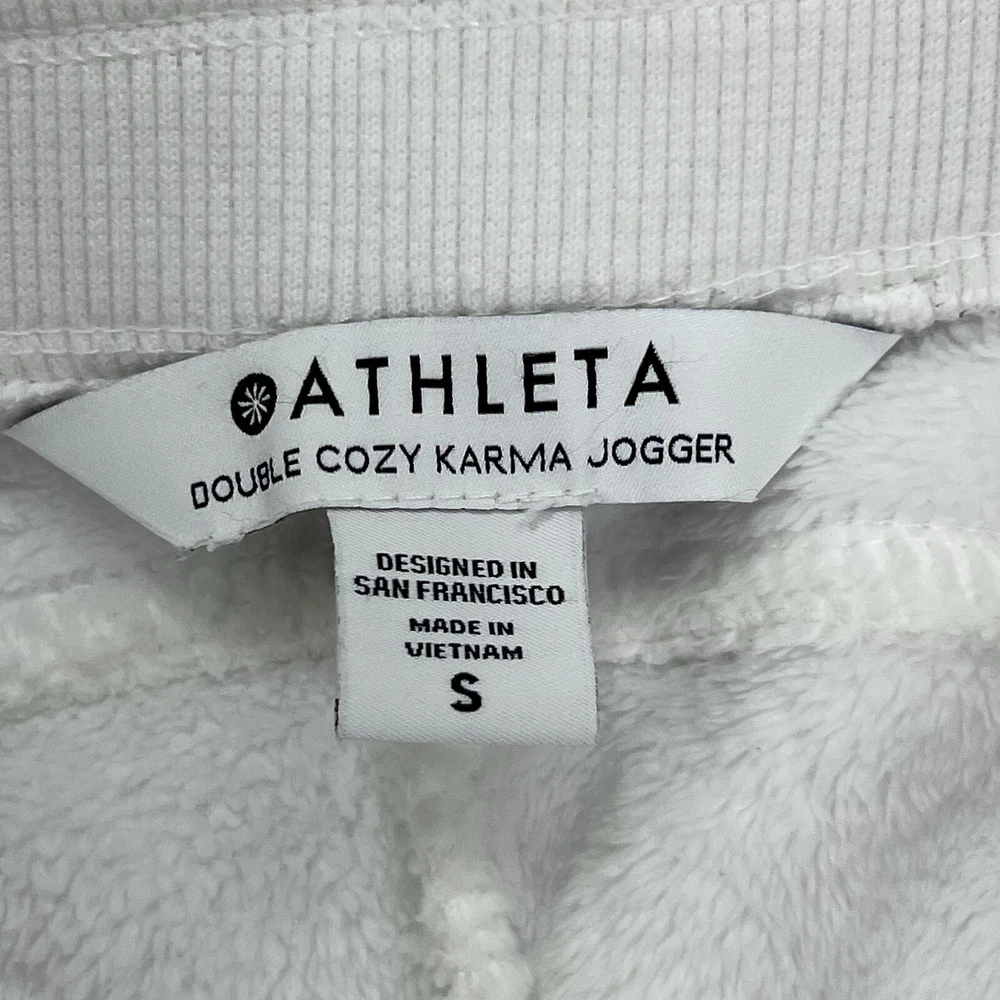 ATHLETA
DOUBLE COZY KARMA JOGGER
DESIGNED IN
SAN FRANCISCO
MADE IN
VIETNAM
S